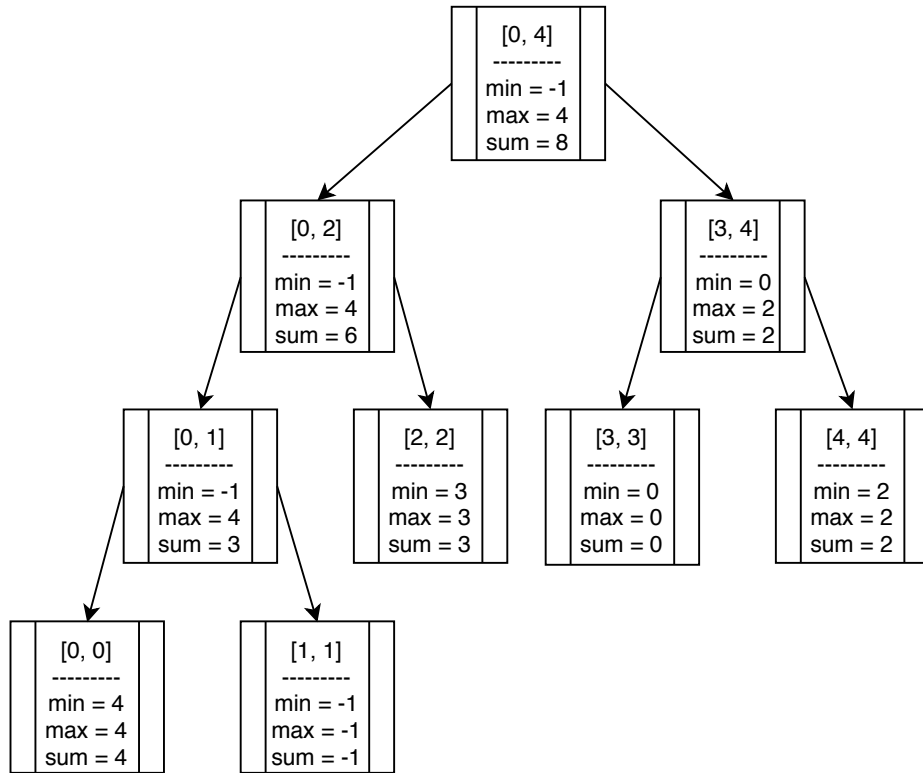 [0, 4]
---------
min = -1
max = 4
sum = 8
[0, 2]
---------
min = -1
max = 4
sum = 6
[3, 4]
---------
min = 0
max = 2
sum = 2
[0, 1]
---------
min = -1
max = 4
sum = 3
[2, 2]
---------
min = 3
max = 3
sum = 3
[3, 3]
---------
min = 0
max = 0
sum = 0
[4, 4]
---------
min = 2
max = 2
sum = 2
[0, 0]
---------
min = 4
max = 4
sum = 4
[1, 1]
---------
min = -1
max = -1
sum = -1